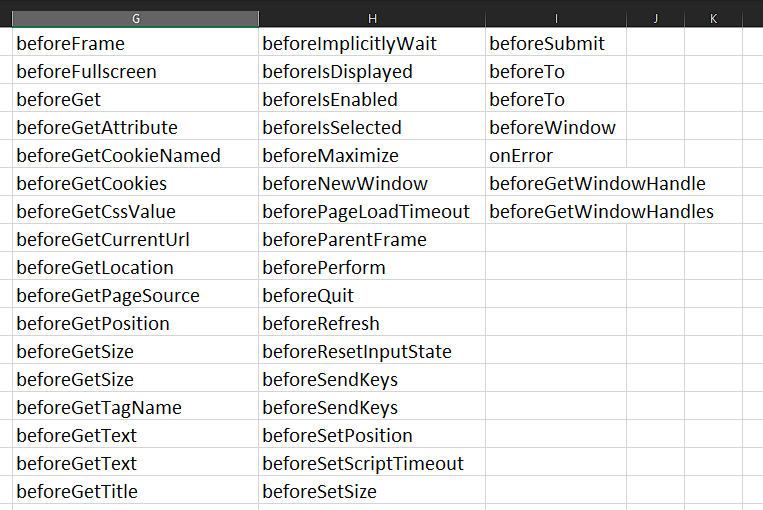 G H I J K
beforeFrame beforeImplicitlyWait beforeSubmit
beforeFullscreen beforeIsDisplayed beforeTo
beforeGet beforeIsEnabled beforeTo
beforeGetAttribute beforeIsSelected beforeWindow
beforeGetCookieNamed beforeMaximize onError
beforeGetCookies beforeNewWindow beforeGetWindowHandle
beforeGetCssValue beforePageLoadTimeout beforeGetWindowHandles
beforeGetCurrentUrl beforeParentFrame
beforeGetLocation beforePerform
beforeGetPageSource beforeQuit
beforeGetPosition beforeRefresh
beforeGetSize beforeResetInputState
beforeGetSize beforeSendKeys
beforeGetTagName beforeSendKeys
beforeGetText beforeSetPosition
beforeGetText beforeSetScriptTimeout
beforeGetTitle beforeSetSize